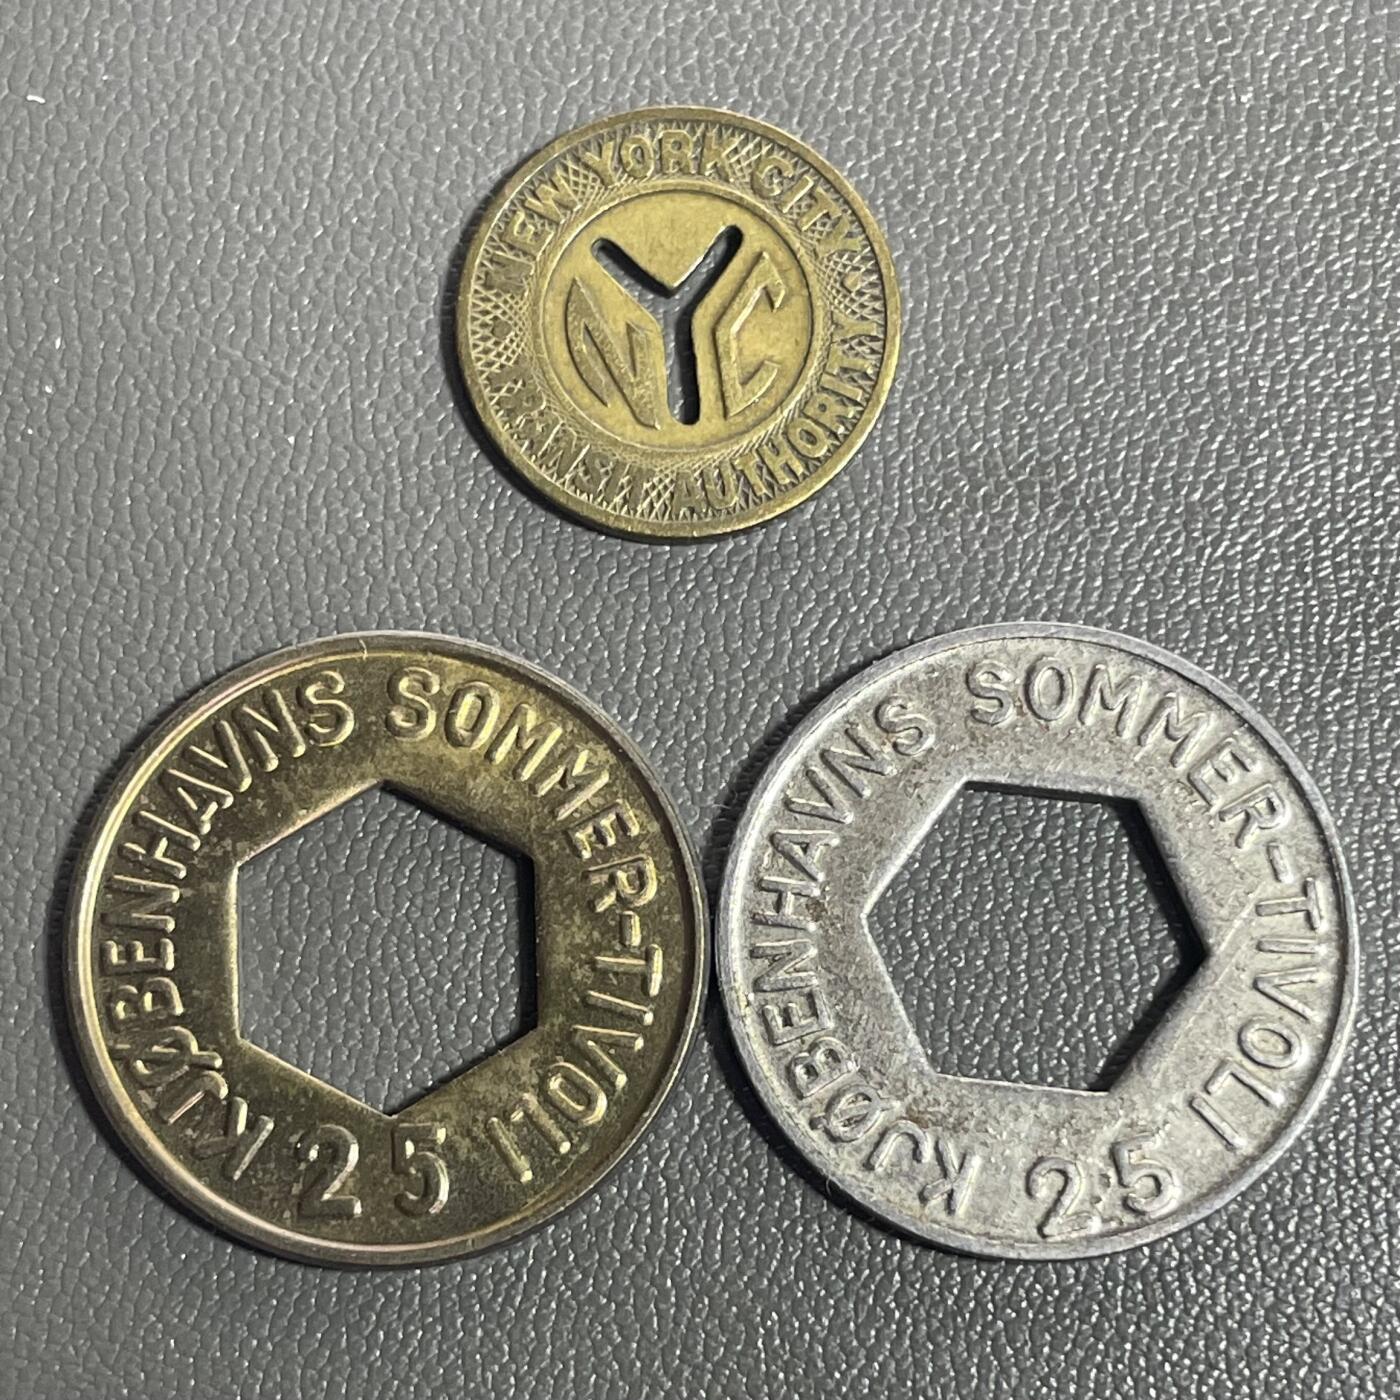 NEW YORK CITY
NYC
TRANSIT AUTHORITY
KJØBENHAVNS SOMMER-TIVOLI
25
KJØBENHAVNS SOMMER-TIVOLI
25